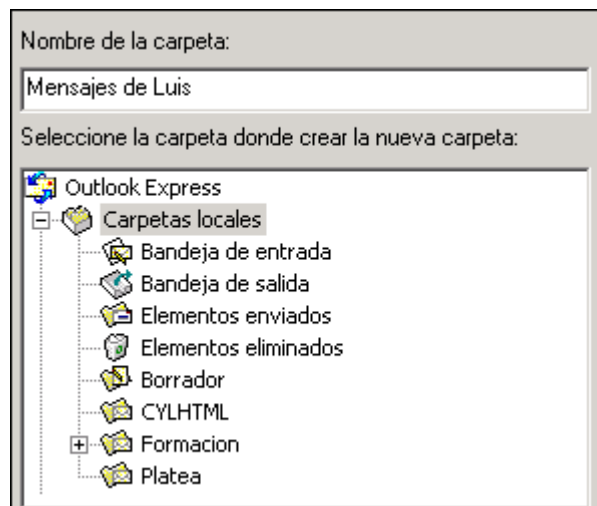 Nombre de la carpeta:
Mensajes de Luis
Seleccione la carpeta donde crear la nueva carpeta:
Outlook Express
Carpetas locales
Bandeja de entrada
Bandeja de salida
Elementos enviados
Elementos eliminados
Borrador
CYLHTML
Formacion
Platea